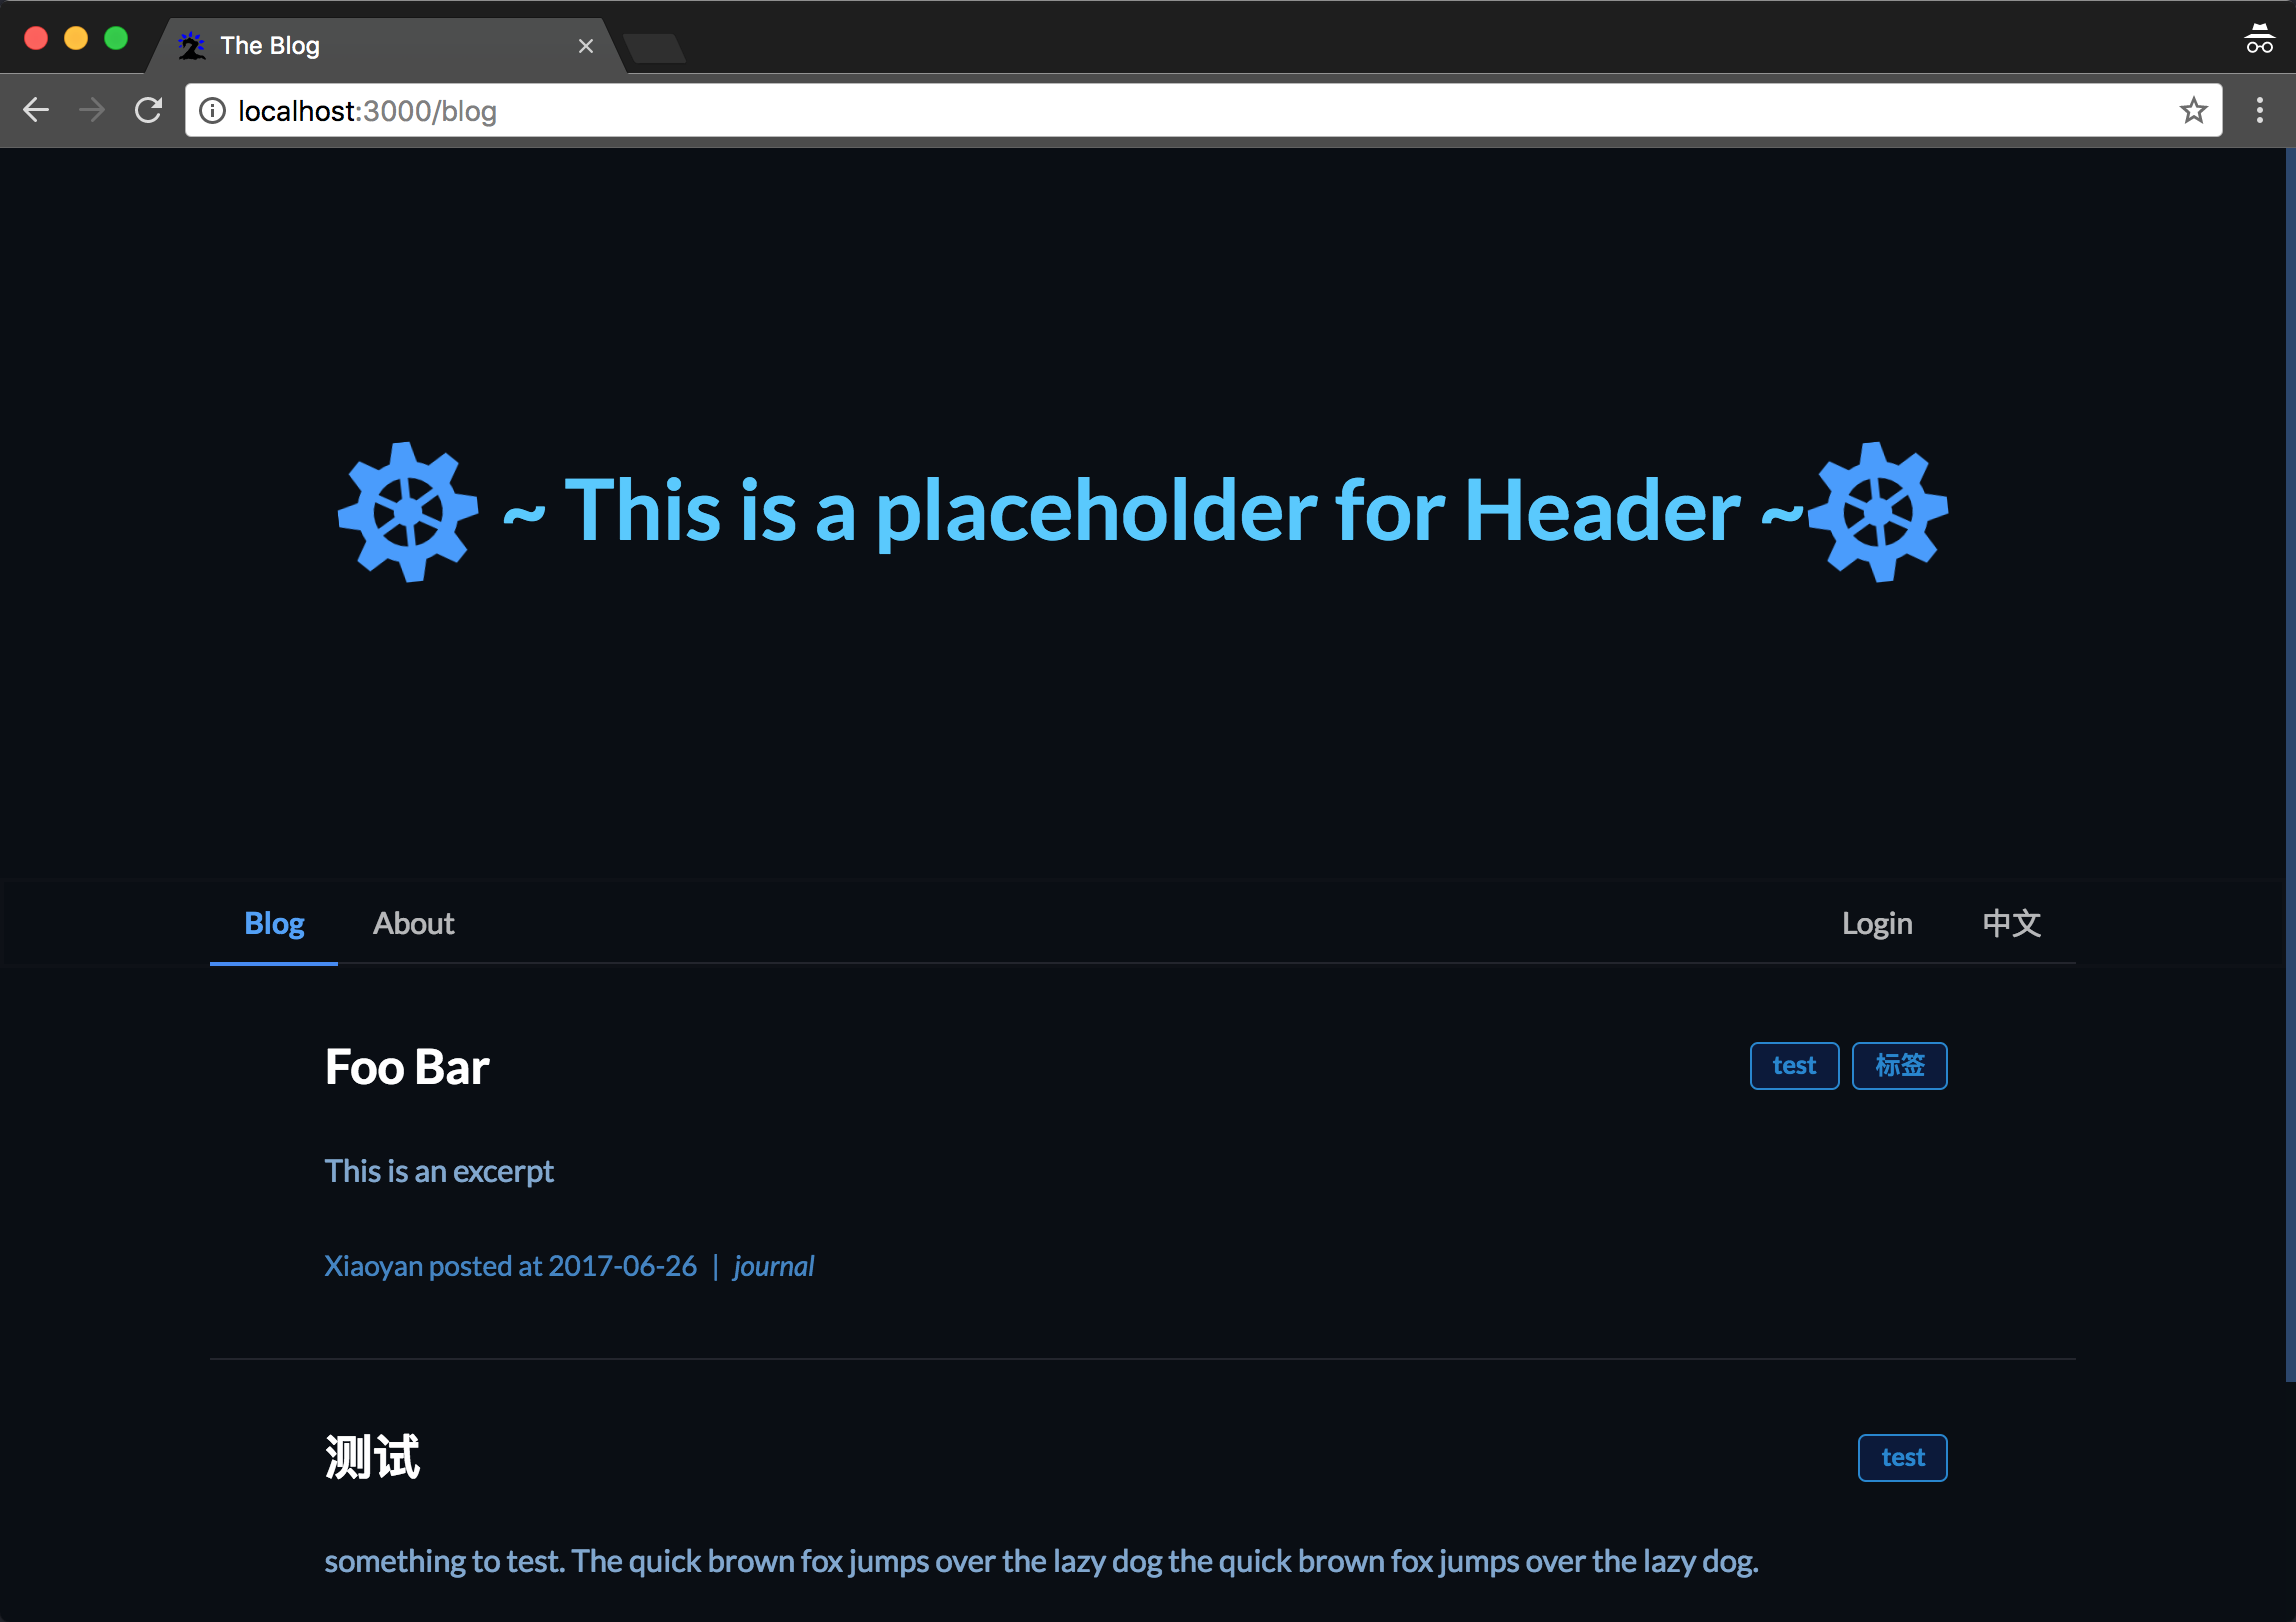 The Blog
localhost:3000/blog
~ This is a placeholder for Header ~
Blog About Login 中文
Foo Bar test 标签
This is an excerpt
Xiaoyan posted at 2017-06-26 | journal
测试 test
something to test. The quick brown fox jumps over the lazy dog the quick brown fox jumps over the lazy dog.